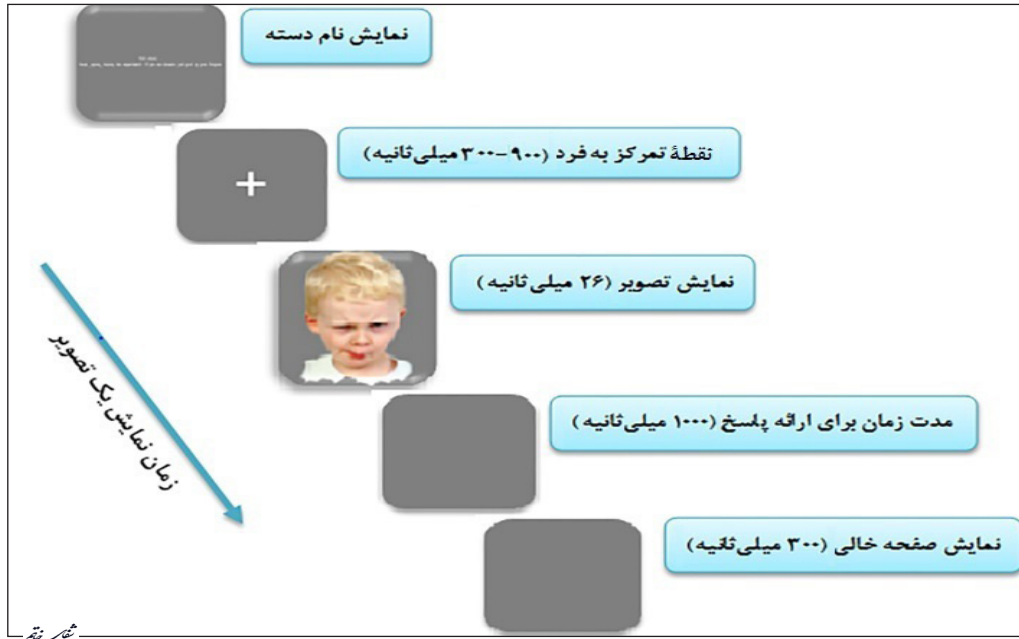 نمایش نام دسته
نقطهٔ تمرکز به فرد (۹۰۰-۳۰۰ میلی‌ثانیه)
نمایش تصویر (۲۶ میلی‌ثانیه)
مدت زمان برای ارائه پاسخ (۱۰۰۰ میلی‌ثانیه)
نمایش صفحه خالی (۳۰۰ میلی‌ثانیه)
زمان نمایش یک تصویر